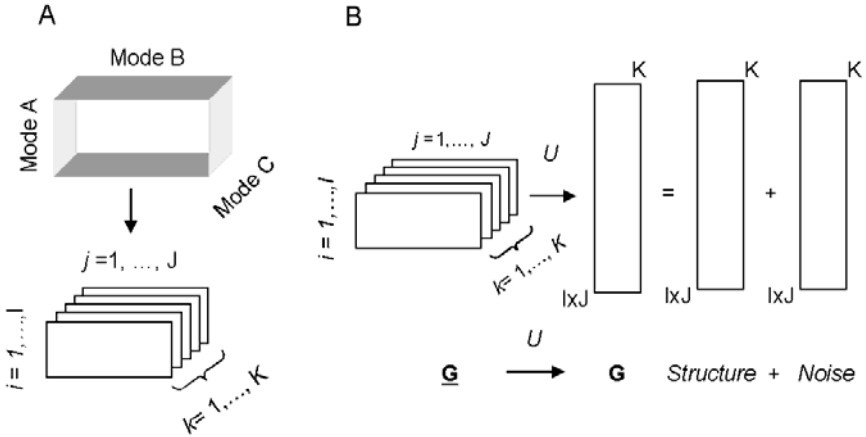 A
Mode B
Mode A
Mode C
j =1, ..., J
i = 1,...,I
k= 1,..., K
B
j =1,..., J
i = 1,...,I
k= 1,..., K
U
K
IxJ
=
K
IxJ
+
K
IxJ
U
G G Structure + Noise